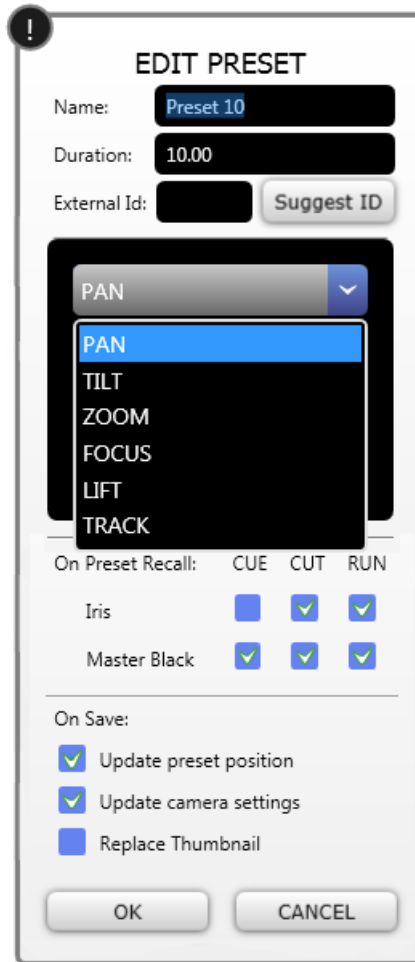 !
EDIT PRESET
Name: Preset 10
Duration: 10.00
External Id: Suggest ID
PAN
PAN
TILT
ZOOM
FOCUS
LIFT
TRACK
On Preset Recall: CUE CUT RUN
Iris
Master Black
On Save:
Update preset position
Update camera settings
Replace Thumbnail
OK CANCEL